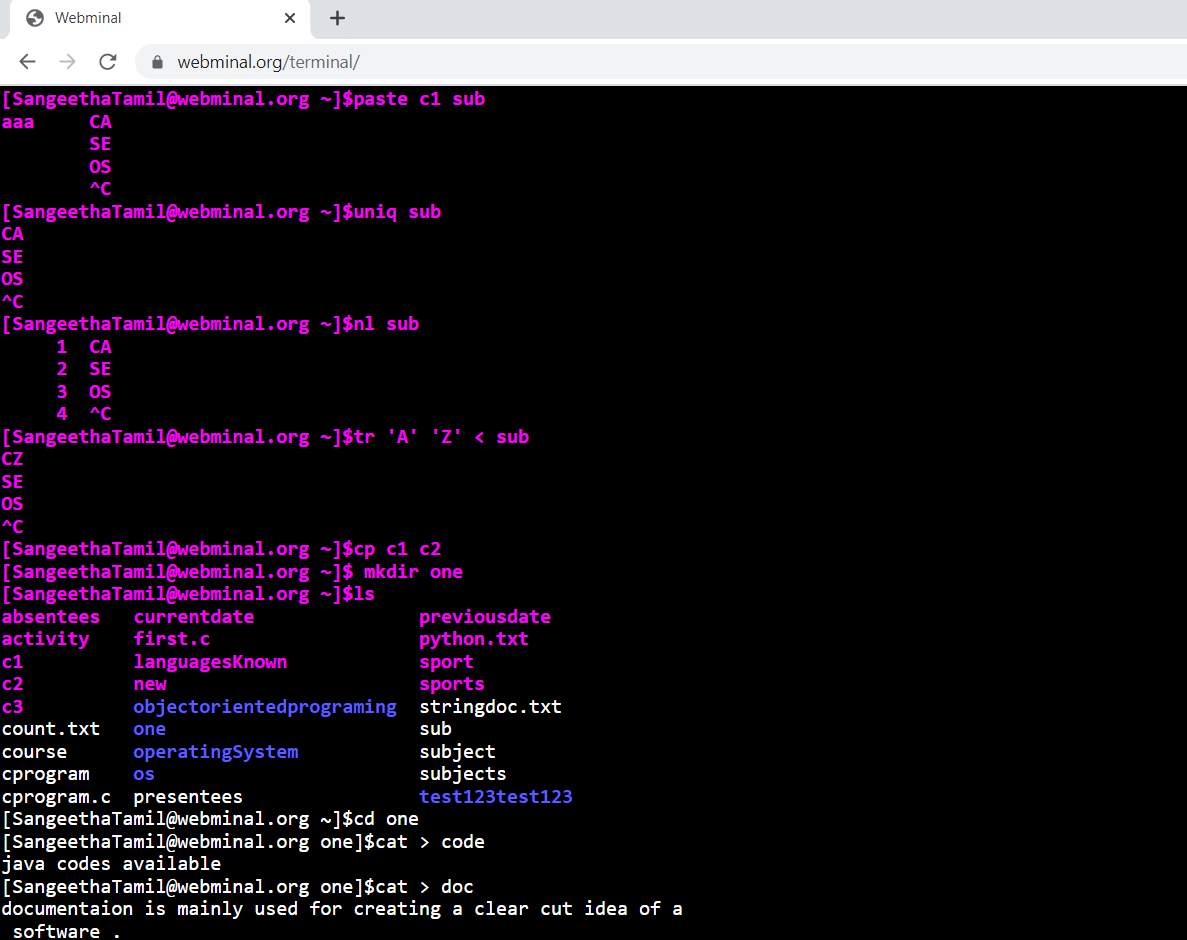 Webminal
webminal.org/terminal/
[SangeethaTamil@webminal.org ~]$paste c1 sub
aaa     CA
        SE
        OS
        ^C
[SangeethaTamil@webminal.org ~]$uniq sub
CA
SE
OS
^C
[SangeethaTamil@webminal.org ~]$nl sub
     1  CA
     2  SE
     3  OS
     4  ^C
[SangeethaTamil@webminal.org ~]$tr 'A' 'Z' < sub
CZ
SE
OS
^C
[SangeethaTamil@webminal.org ~]$cp c1 c2
[SangeethaTamil@webminal.org ~]$ mkdir one
[SangeethaTamil@webminal.org ~]$ls
absentees   currentdate               previousdate
activity    first.c                   python.txt
c1          languagesKnown            sport
c2          new                       sports
c3          objectorientedprograming  stringdoc.txt
count.txt   one                       sub
course      operatingSystem           subject
cprogram    os                        subjects
cprogram.c  presentees                test123test123
[SangeethaTamil@webminal.org ~]$cd one
[SangeethaTamil@webminal.org one]$cat > code
java codes available
[SangeethaTamil@webminal.org one]$cat > doc
documentaion is mainly used for creating a clear cut idea of a
 software .